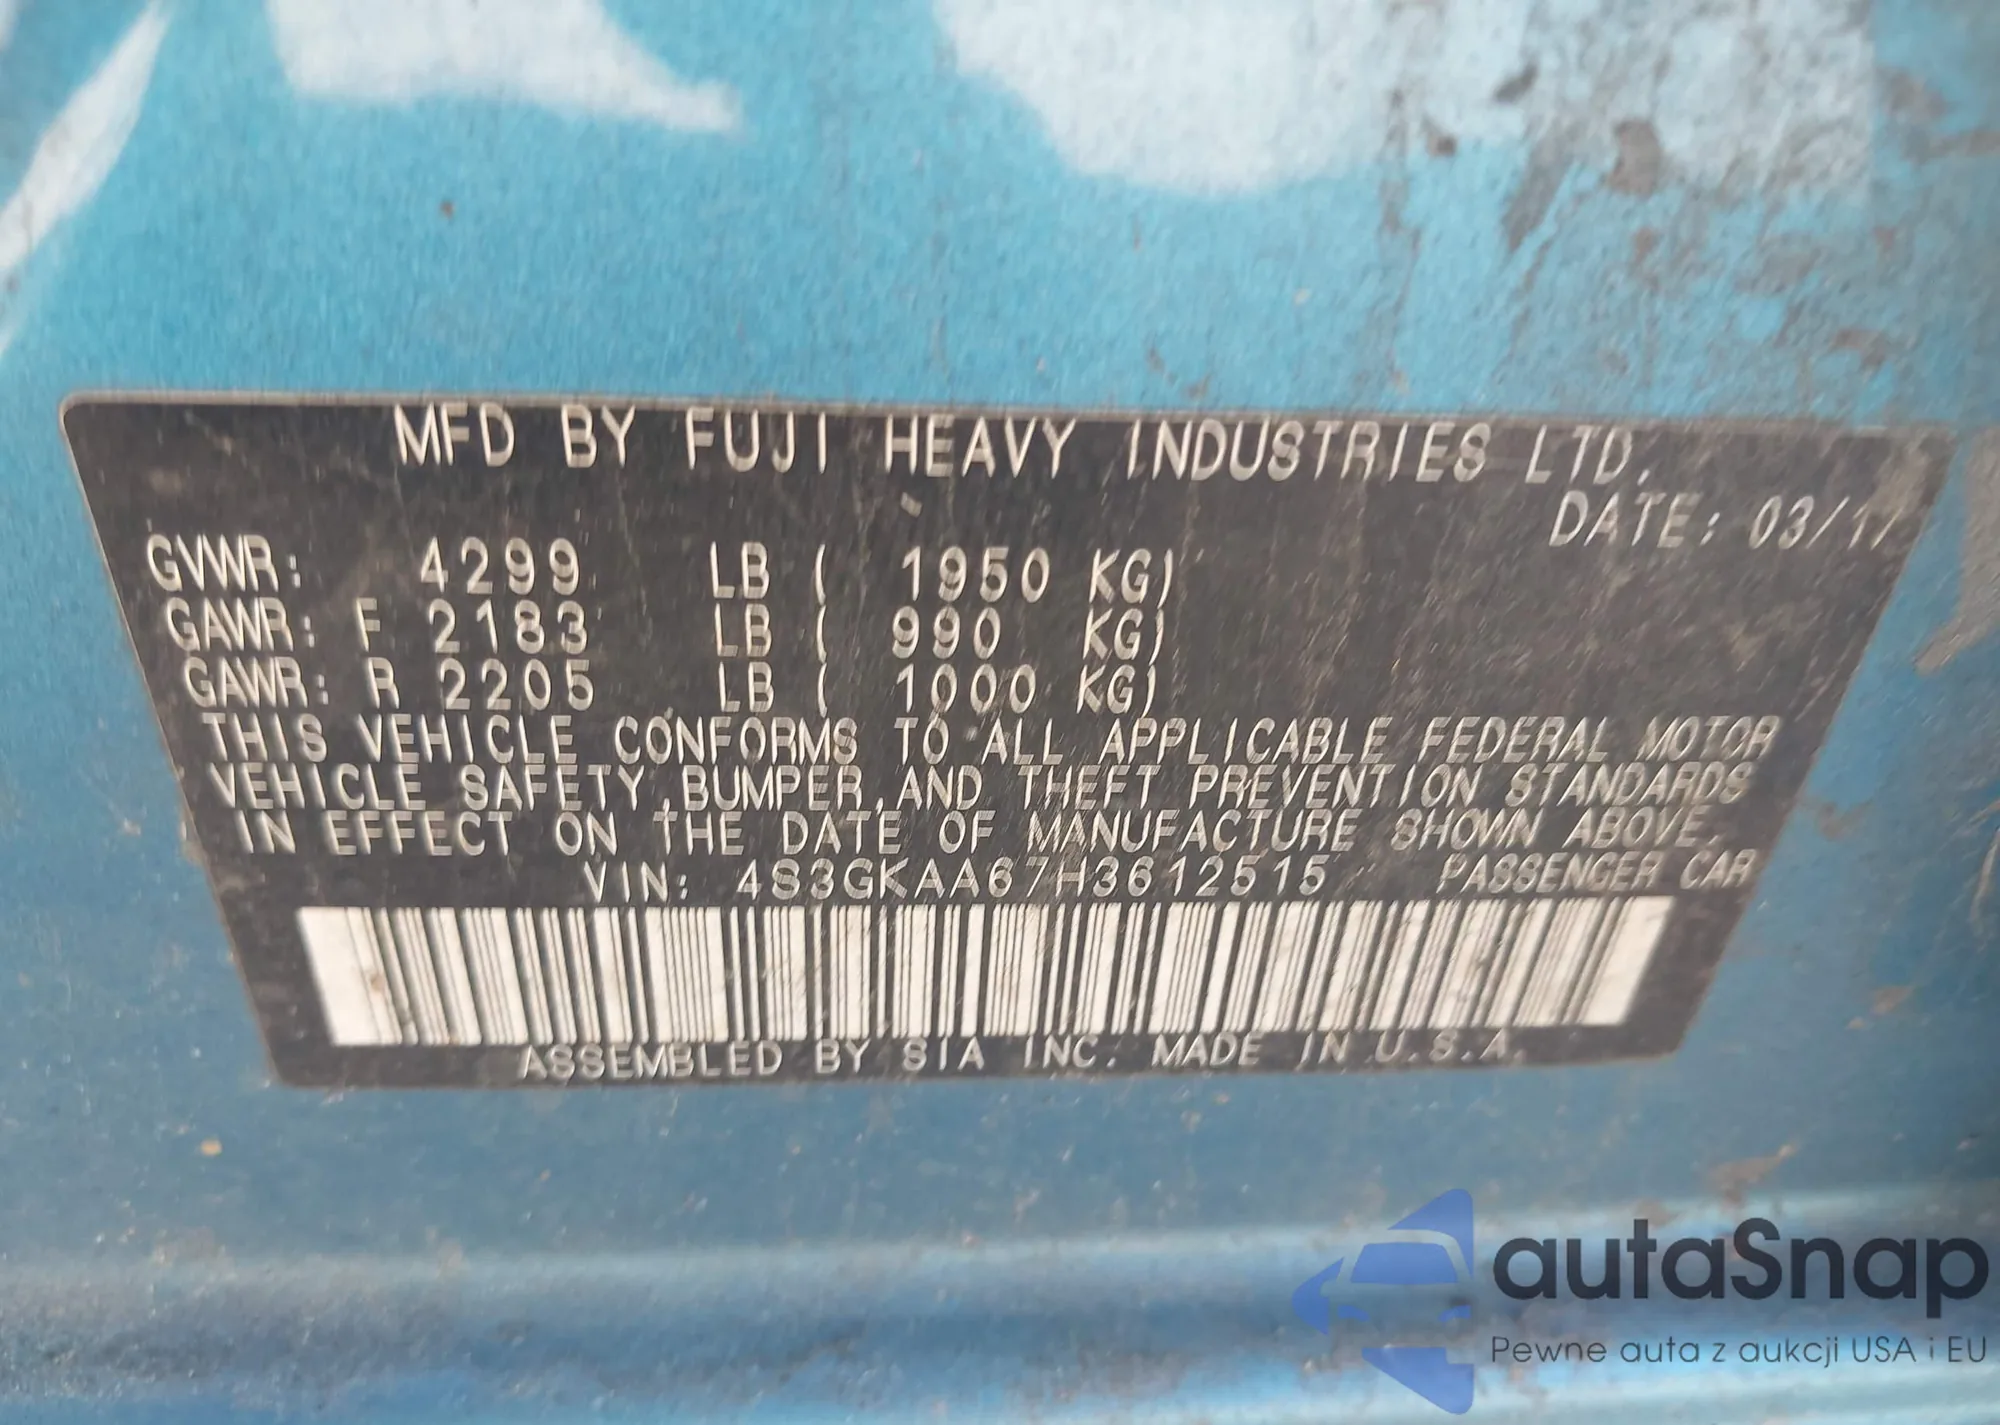 MFD BY FUJI HEAVY INDUSTRIES LTD.
DATE: 03/17
GVWR: 4299 LB ( 1950 KG)
GAWR: F 2183 LB ( 990 KG)
GAWR: R 2205 LB ( 1000 KG)
THIS VEHICLE CONFORMS TO ALL APPLICABLE FEDERAL MOTOR
VEHICLE SAFETY,BUMPER,AND THEFT PREVENTION STANDARDS
IN EFFECT ON THE DATE OF MANUFACTURE SHOWN ABOVE.
VIN: 4S3GKAA67H3612515 PASSENGER CAR
ASSEMBLED BY SIA INC. MADE IN U.S.A.
autaSnap
Pewne auta z aukcji USA i EU